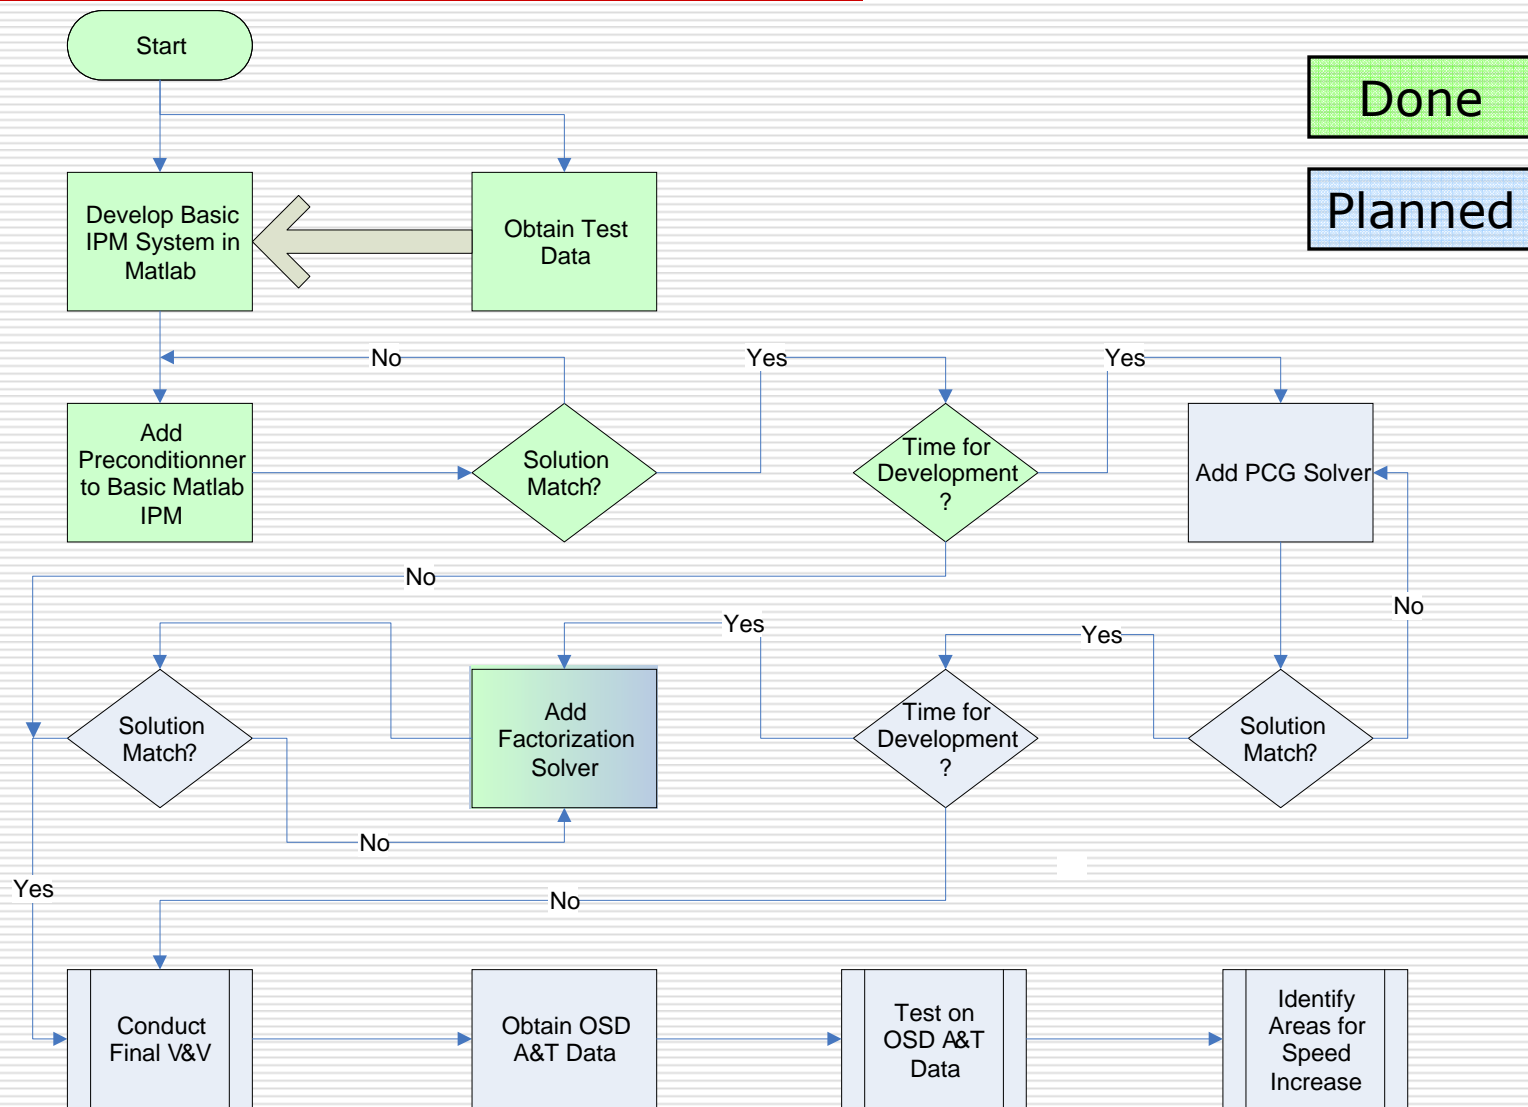 Start
Done
Planned
Develop Basic
IPM System in
Matlab
Obtain Test
Data
No
Yes
Yes
Add
Preconditionner
to Basic Matlab
IPM
Solution
Match?
Time for
Development
?
Add PCG Solver
No
No
Yes
Yes
Solution
Match?
Add
Factorization
Solver
Time for
Development
?
Solution
Match?
No
Yes
No
Conduct
Final V&V
Obtain OSD
A&T Data
Test on
OSD A&T
Data
Identify
Areas for
Speed
Increase